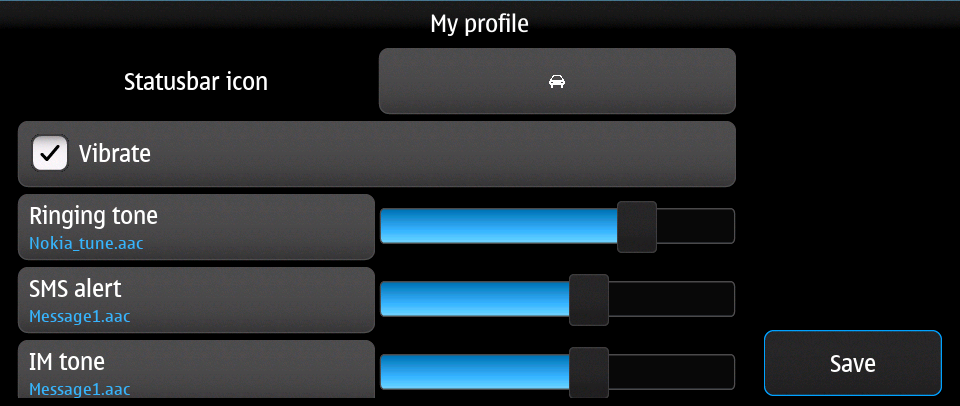 My profile
Statusbar icon
Vibrate
Ringing tone
Nokia_tune.aac
SMS alert
Message1.aac
IM tone
Message1.aac
Save